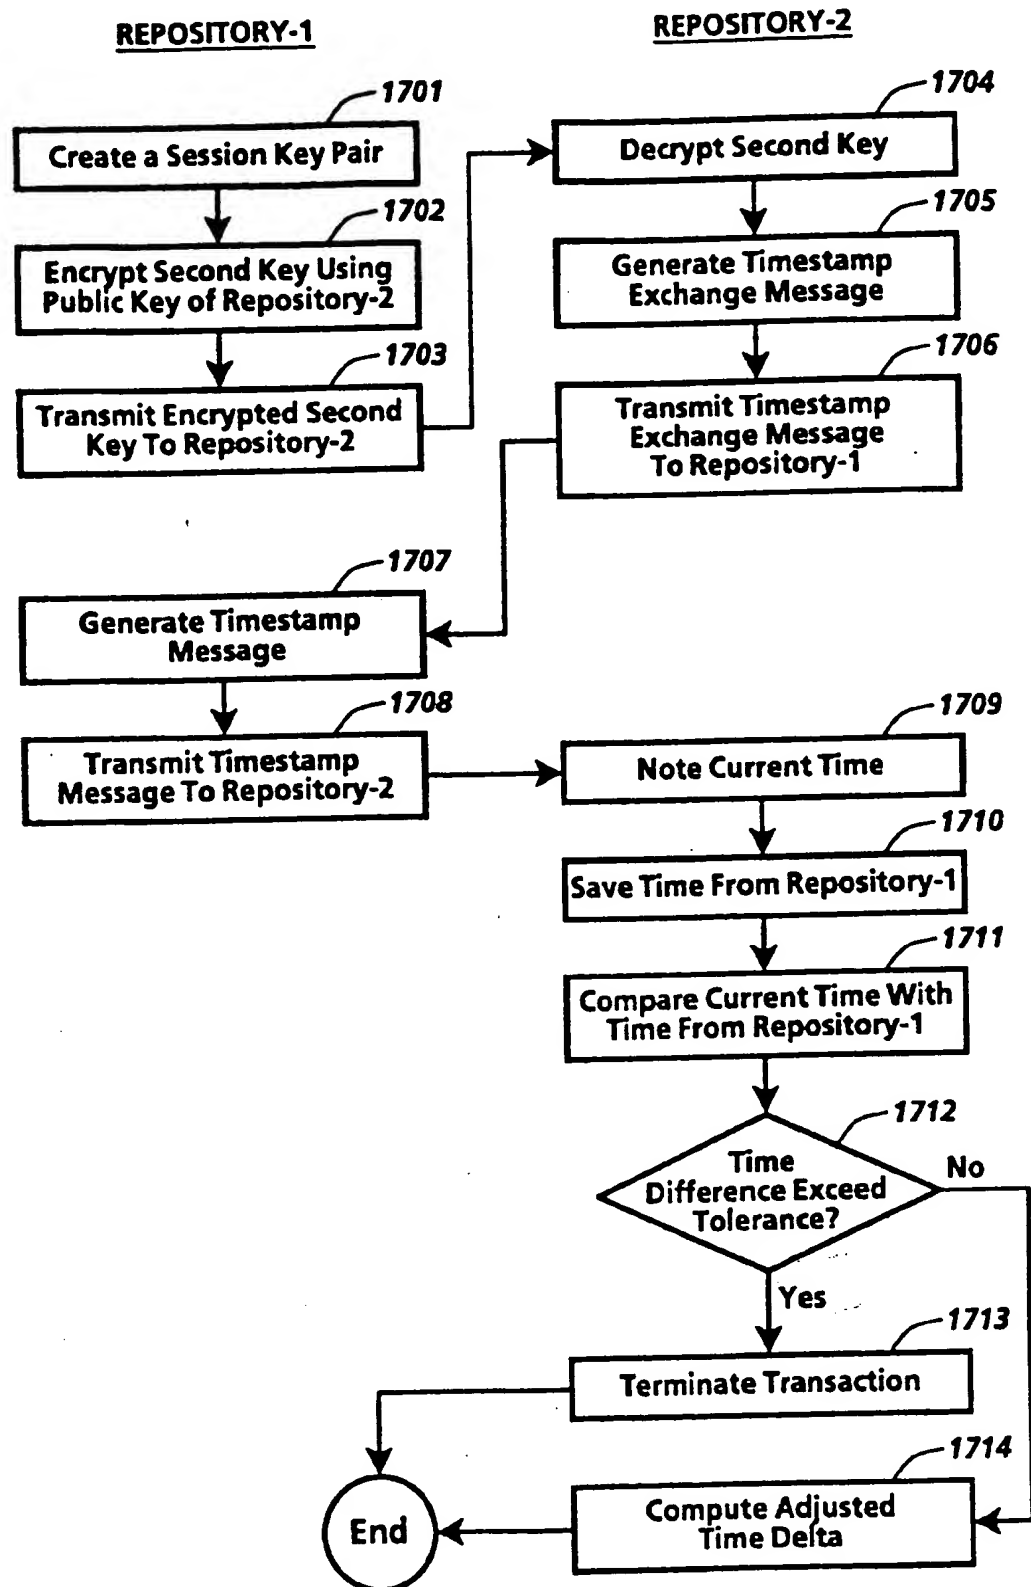 REPOSITORY-1
REPOSITORY-2
1701
Create a Session Key Pair
1702
Encrypt Second Key Using
Public Key of Repository-2
1703
Transmit Encrypted Second
Key To Repository-2
1704
Decrypt Second Key
1705
Generate Timestamp
Exchange Message
1706
Transmit Timestamp
Exchange Message
To Repository-1
1707
Generate Timestamp
Message
1708
Transmit Timestamp
Message To Repository-2
1709
Note Current Time
1710
Save Time From Repository-1
1711
Compare Current Time With
Time From Repository-1
1712
Time
Difference Exceed
Tolerance?
No
Yes
1713
Terminate Transaction
1714
Compute Adjusted
Time Delta
End